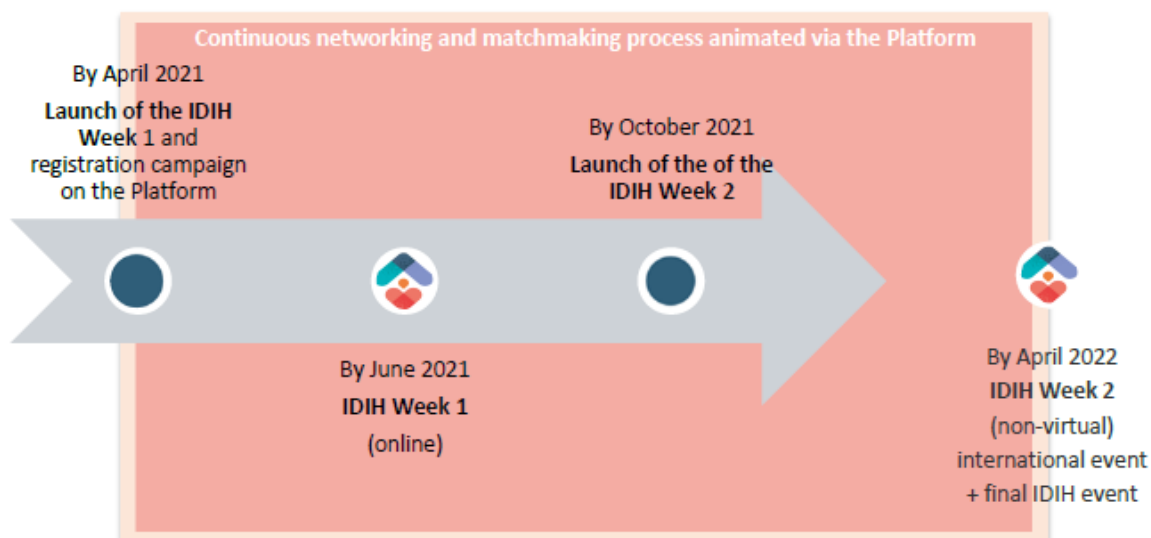 Continuous networking and matchmaking process animated via the Platform
By April 2021
Launch of the IDIH
Week 1 and
registration campaign
on the Platform
By October 2021
Launch of the of the
IDIH Week 2
By June 2021
IDIH Week 1
(online)
By April 2022
IDIH Week 2
(non-virtual)
international event
+ final IDIH event